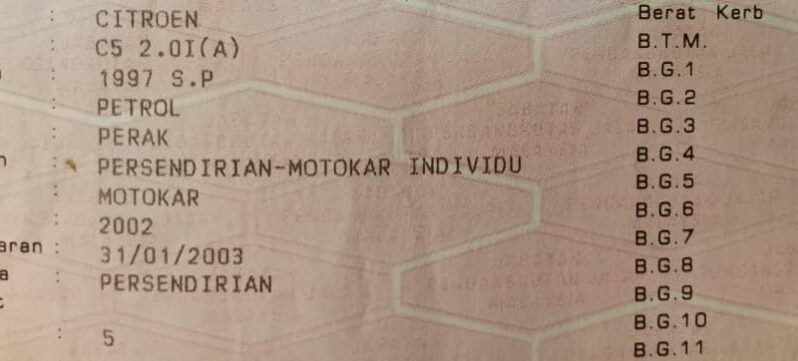 : CITROEN Berat Kerb
: C5 2.0I(A) B.T.M.
: 1997 S.P B.G.1
: PETROL B.G.2
: PERAK B.G.3
: PERSENDIRIAN-MOTOKAR INDIVIDU B.G.4
: MOTOKAR B.G.5
: 2002 B.G.6
aran : 31/01/2003 B.G.7
a : PERSENDIRIAN B.G.8
B.G.9
: 5 B.G.10
B.G.11